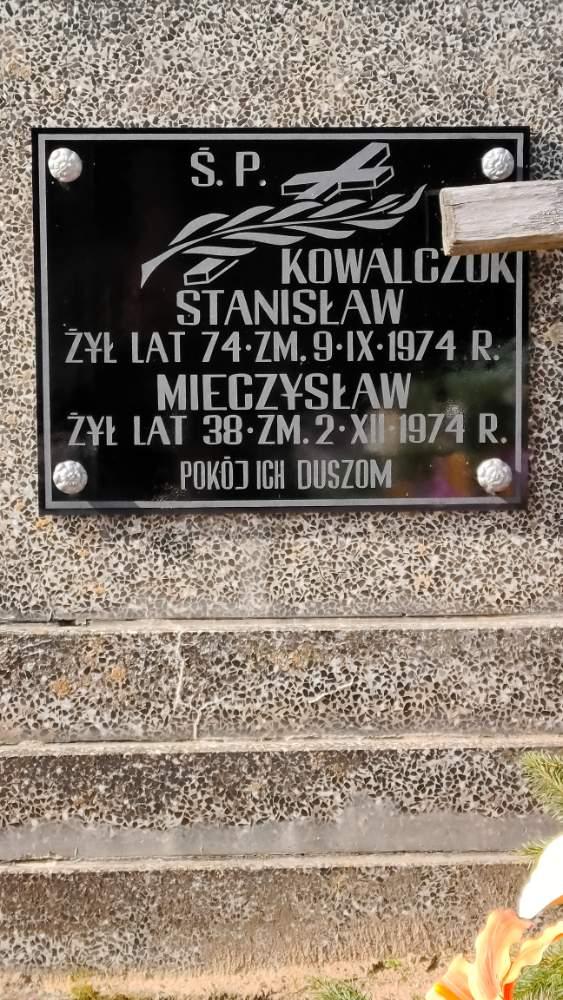 Ś. P.
KOWALCZUK
STANISŁAW
ŻYŁ LAT 74·ZM. 9·IX·1974 R.
MIECZYSŁAW
ŻYŁ LAT 38·ZM. 2·XII·1974 R.
POKÓJ ICH DUSZOM